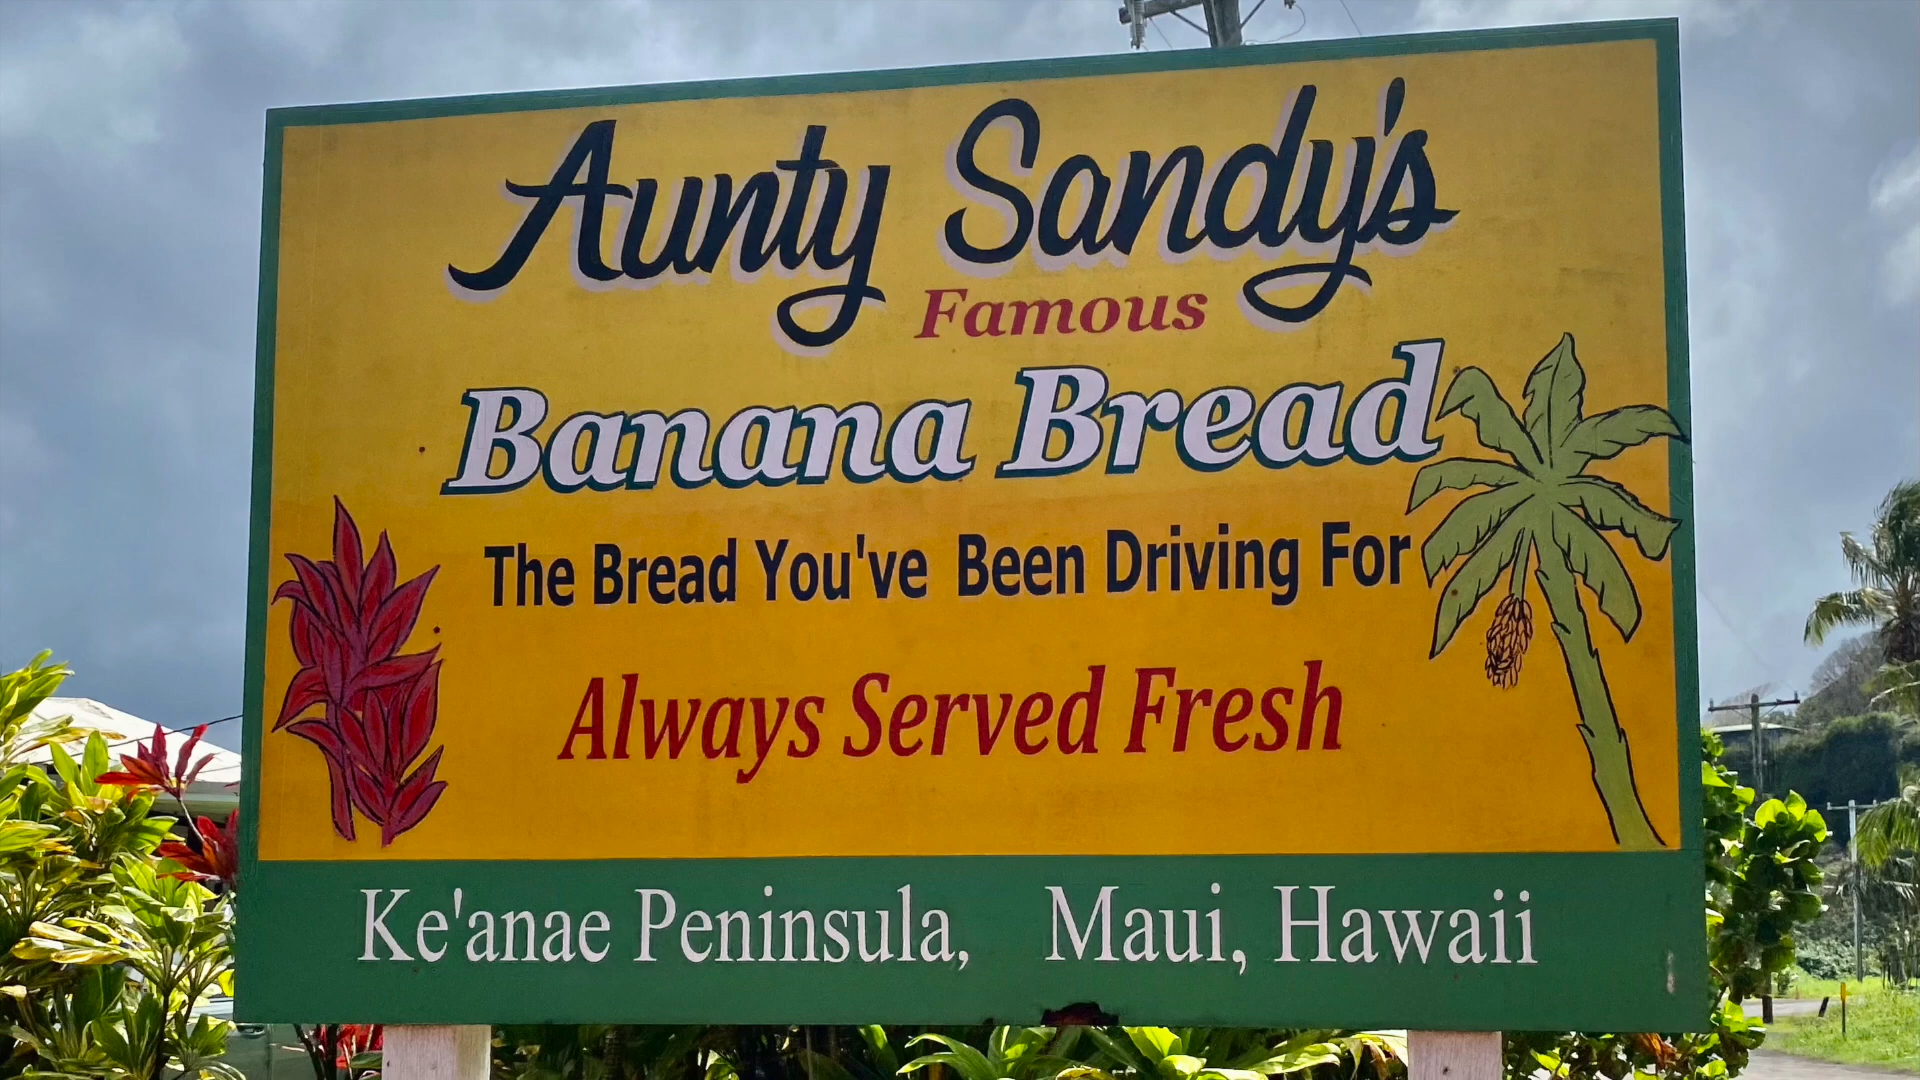 Aunty Sandy's
Famous
Banana Bread
The Bread You've Been Driving For
Always Served Fresh
Ke'anae Peninsula, Maui, Hawaii